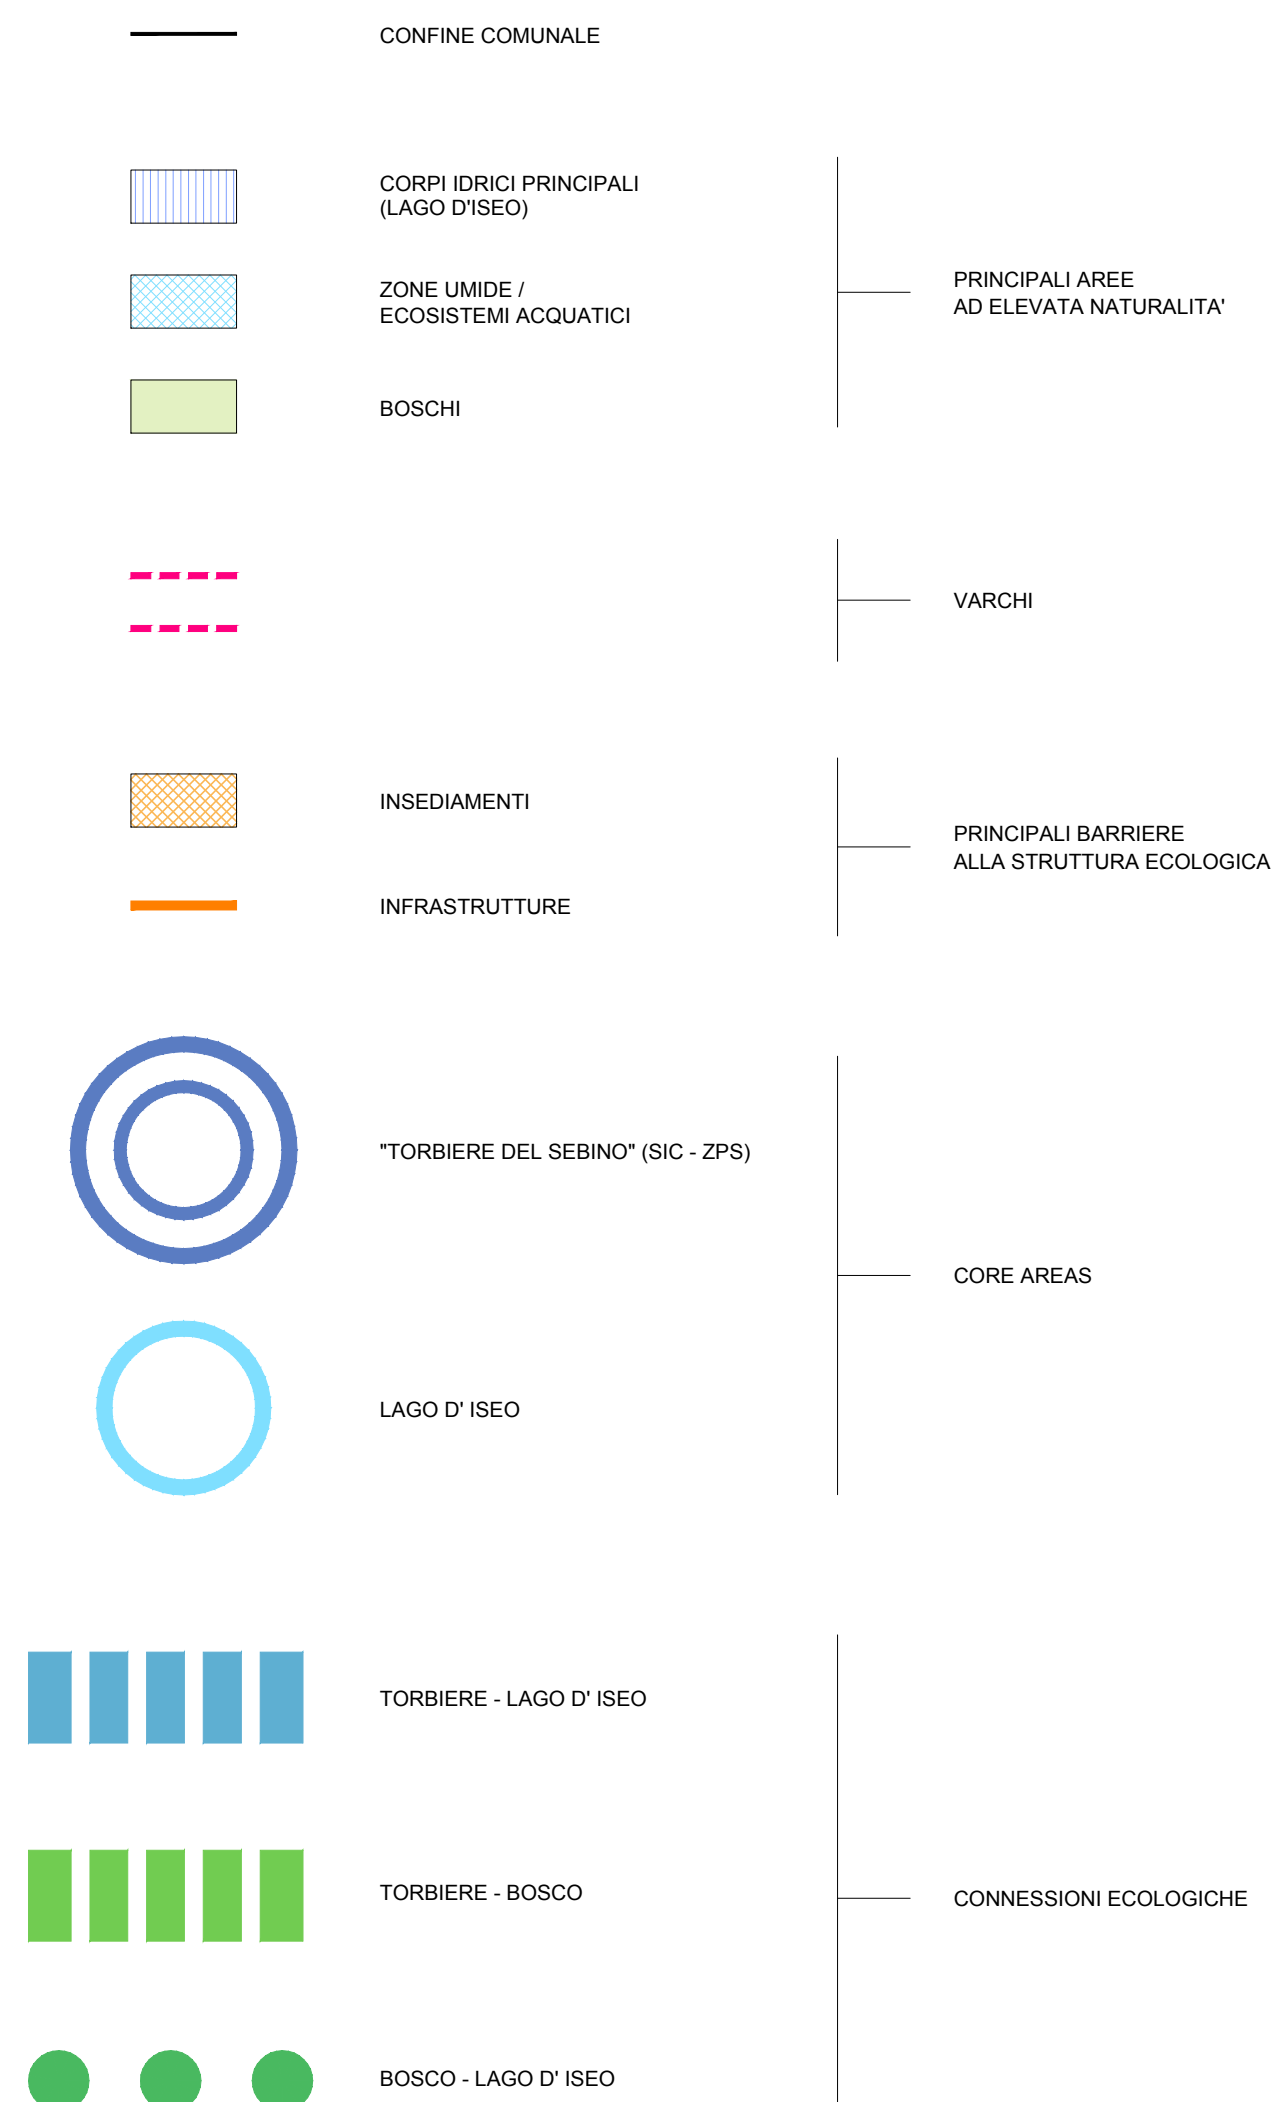 CONFINE COMUNALE
CORPI IDRICI PRINCIPALI
(LAGO D'ISEO)
ZONE UMIDE /
ECOSISTEMI ACQUATICI
BOSCHI
PRINCIPALI AREE
AD ELEVATA NATURALITA'
VARCHI
INSEDIAMENTI
INFRASTRUTTURE
PRINCIPALI BARRIERE
ALLA STRUTTURA ECOLOGICA
"TORBIERE DEL SEBINO" (SIC - ZPS)
LAGO D' ISEO
CORE AREAS
TORBIERE - LAGO D' ISEO
TORBIERE - BOSCO
BOSCO - LAGO D' ISEO
CONNESSIONI ECOLOGICHE